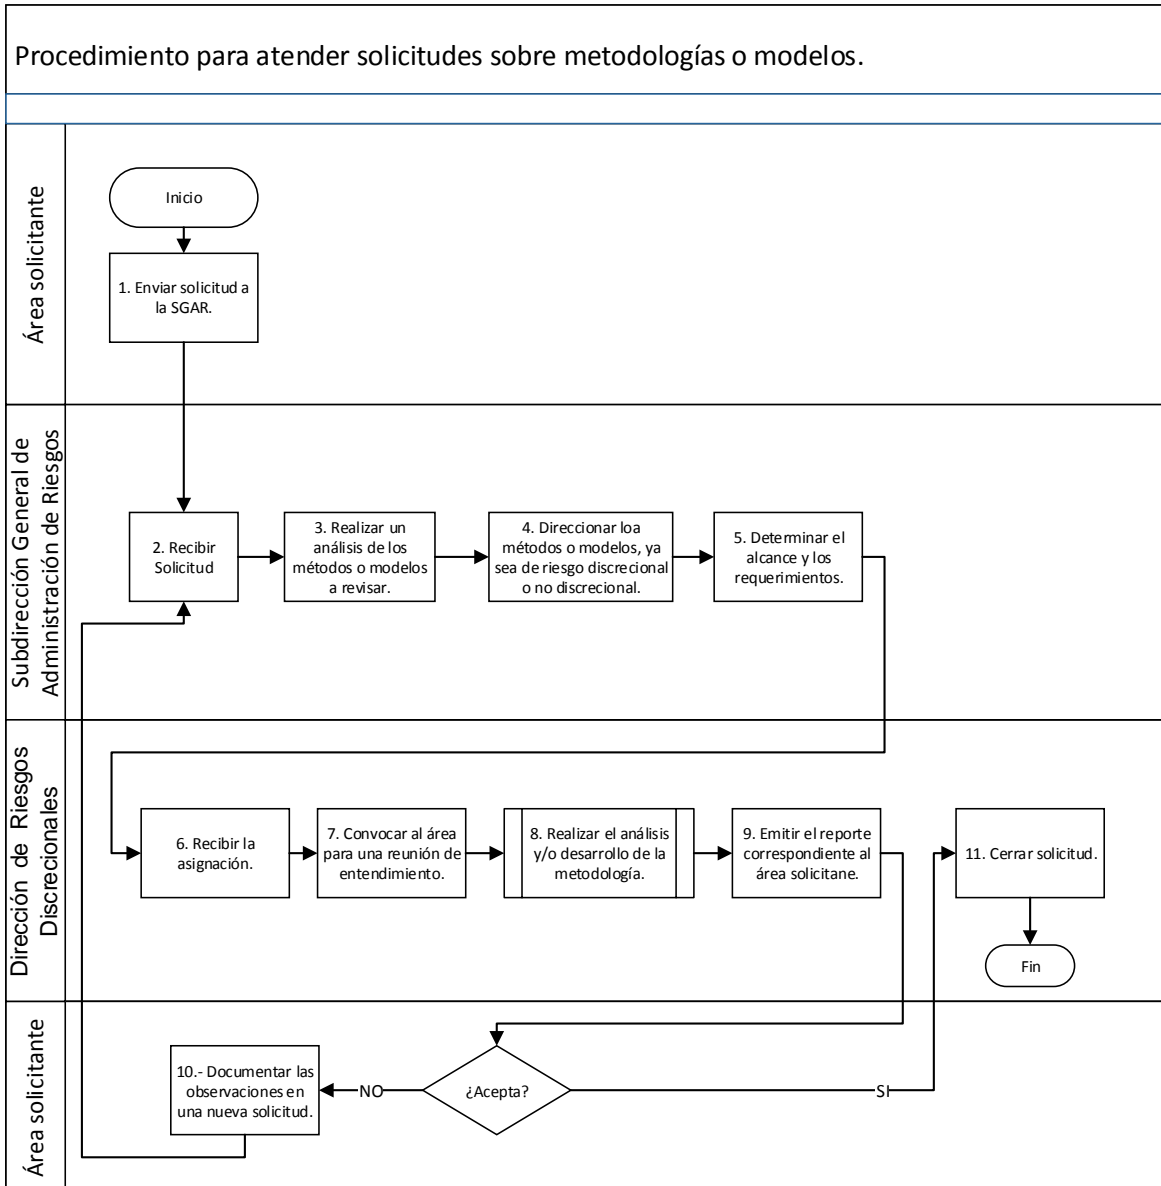 Procedimiento para atender solicitudes sobre metodologías o modelos.
Área solicitante
Inicio
1. Enviar solicitud a
la SGAR.
Subdirección General de
Administración de Riesgos
2. Recibir
Solicitud
3. Realizar un
análisis de los
métodos o modelos
a revisar.
4. Direccionar loa
métodos o modelos, ya
sea de riesgo discrecional
o no discrecional.
5. Determinar el
alcance y los
requerimientos.
Dirección de Riesgos
Discrecionales
6. Recibir la
asignación.
7. Convocar al área
para una reunión de
entendimiento.
8. Realizar el análisis
y/o desarrollo de la
metodología.
9. Emitir el reporte
correspondiente al
área solicitane.
11. Cerrar solicitud.
Fin
Área solicitante
10.- Documentar las
observaciones en
una nueva solicitud.
NO
¿Acepta?
SI